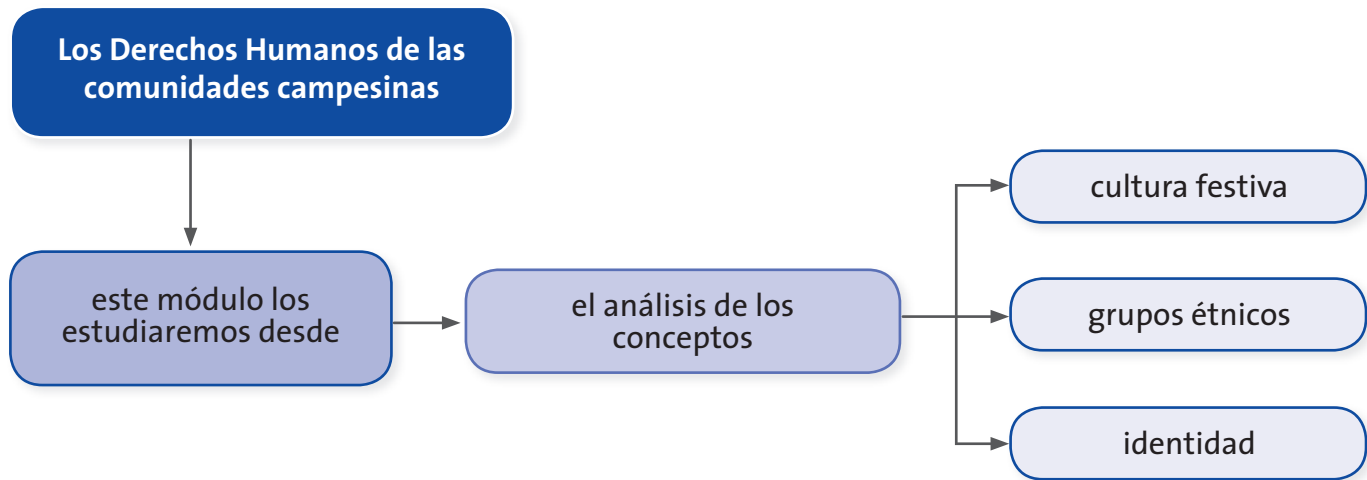 Los Derechos Humanos de las
comunidades campesinas
este módulo los
estudiaremos desde
el análisis de los
conceptos
cultura festiva
grupos étnicos
identidad